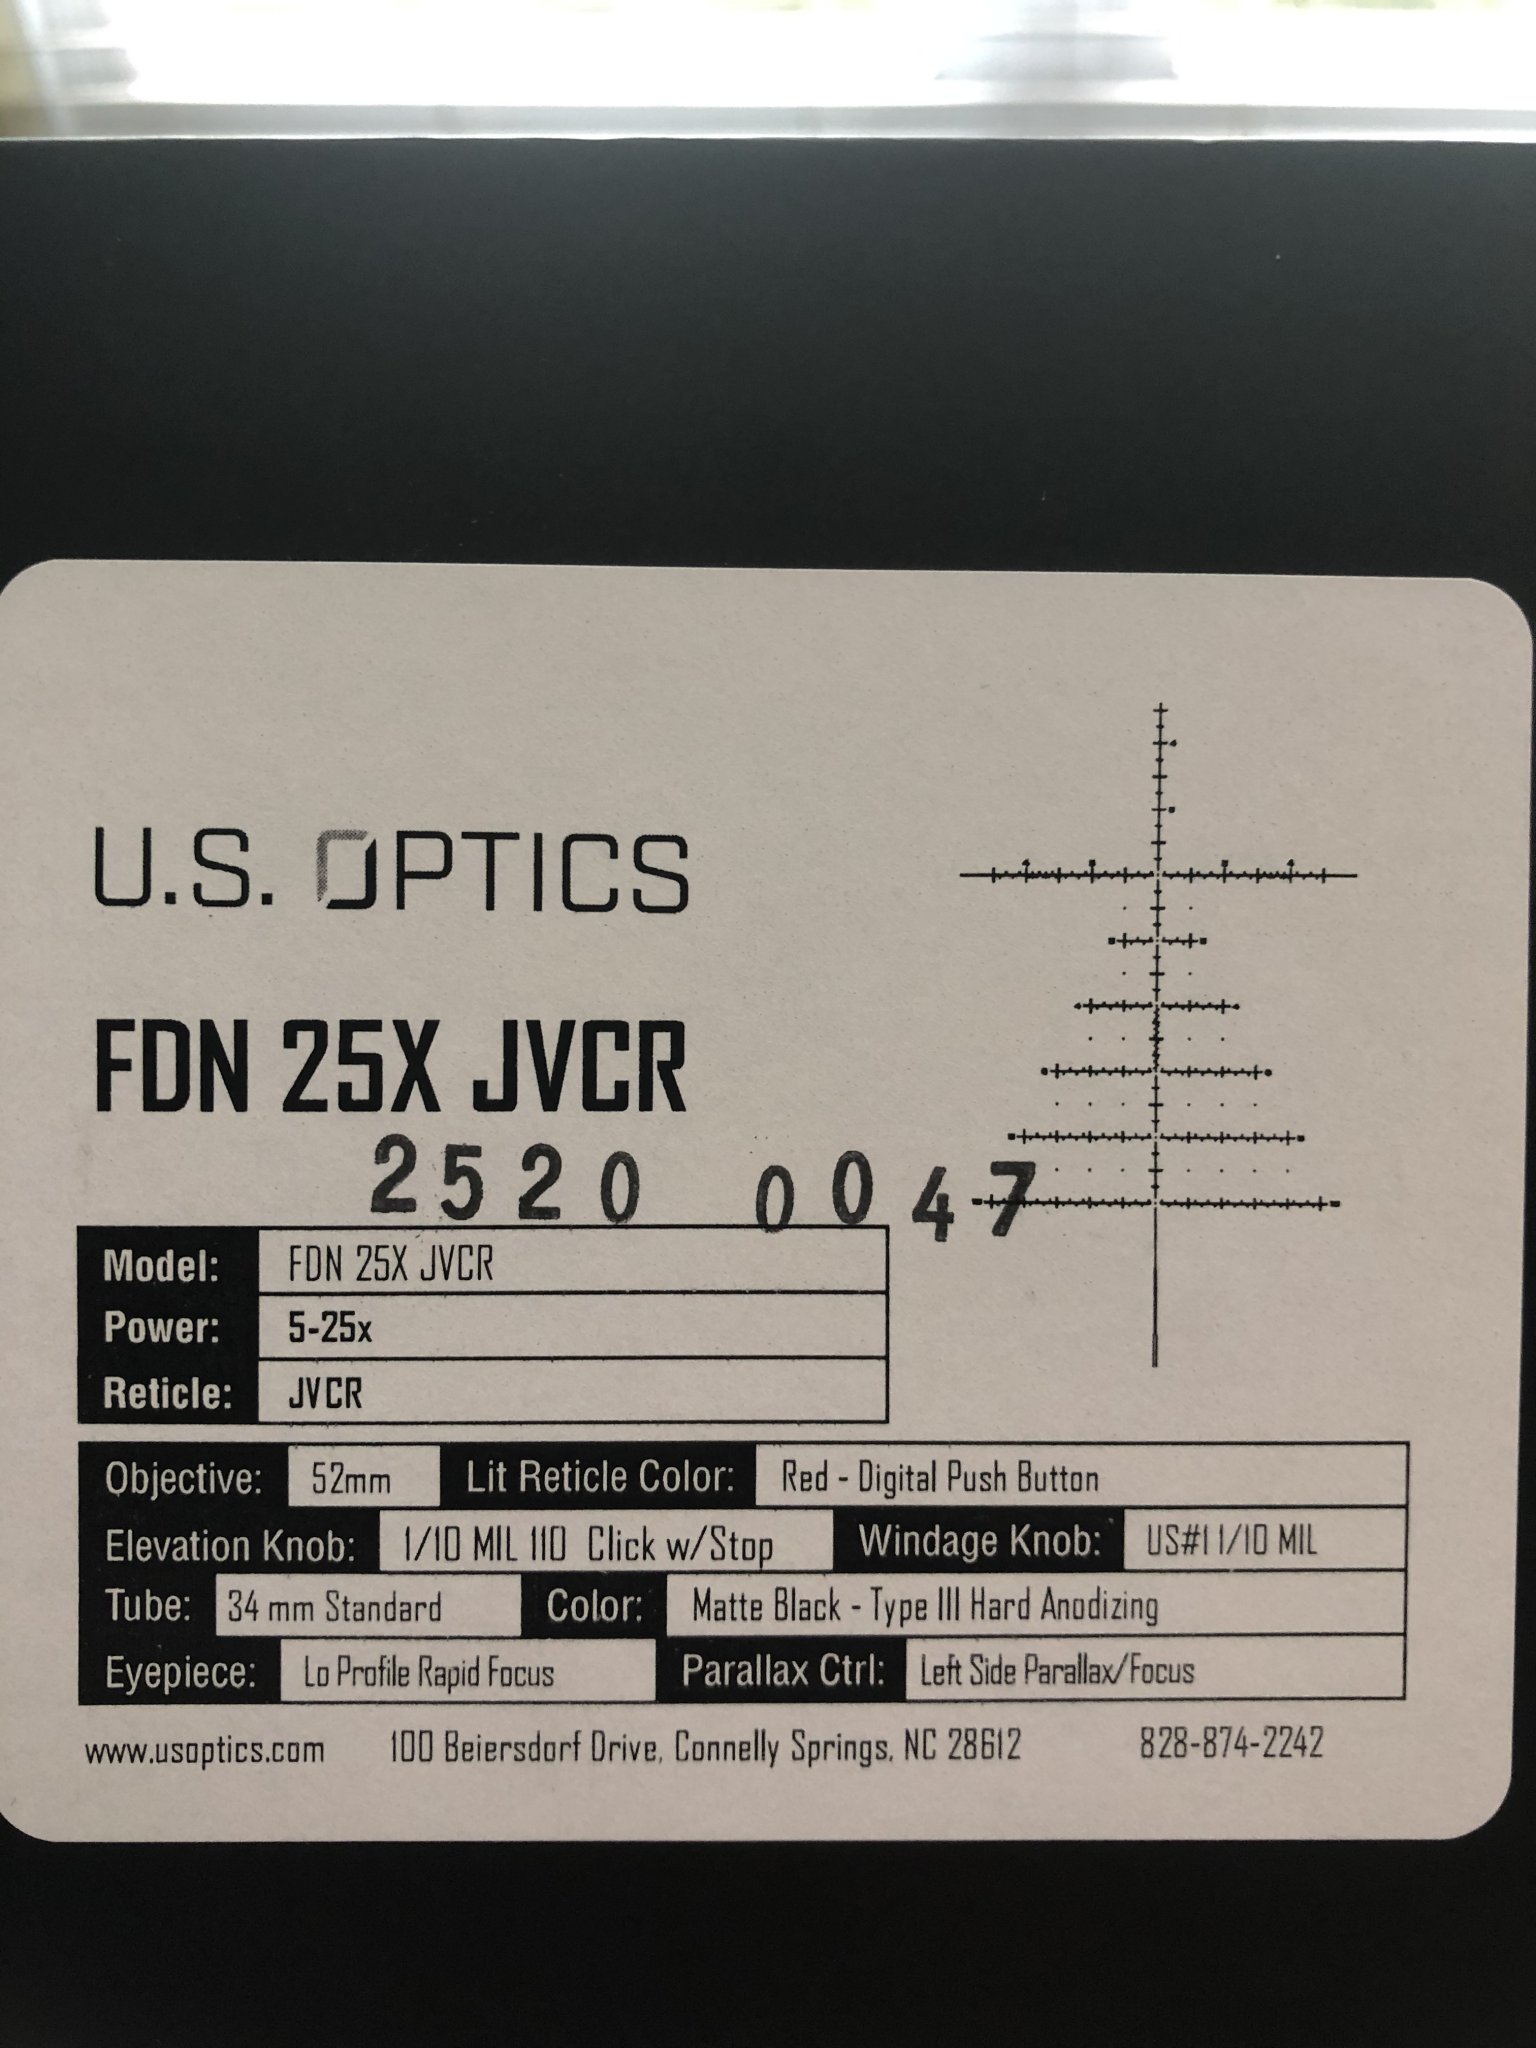 U.S. OPTICS
FDN 25X JVCR
2520 0047
Model: FDN 25X JVCR
Power: 5-25x
Reticle: JVCR
Objective: 52mm Lit Reticle Color: Red - Digital Push Button
Elevation Knob: 1/10 MIL 110 Click w/Stop Windage Knob: US#1 1/10 MIL
Tube: 34 mm Standard Color: Matte Black - Type III Hard Anodizing
Eyepiece: Lo Profile Rapid Focus Parallax Ctrl: Left Side Parallax/Focus
www.usoptics.com 100 Beiersdorf Drive, Connelly Springs, NC 28612 828-874-2242